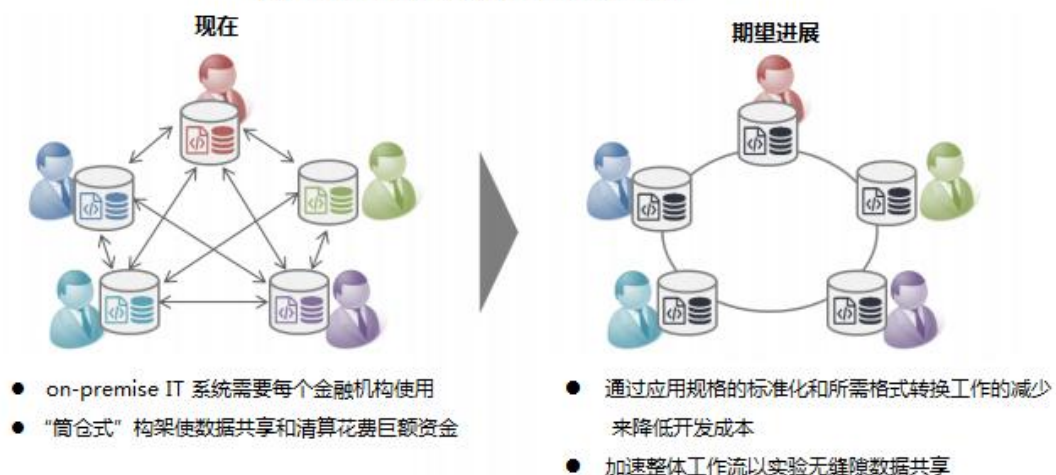 现在
期望进展
● on-premise IT 系统需要每个金融机构使用
● “筒仓式”构架使数据共享和清算花费巨额资金
● 通过应用规格的标准化和所需格式转换工作的减少
来降低开发成本
● 加速整体工作流以实验无缝隙数据共享